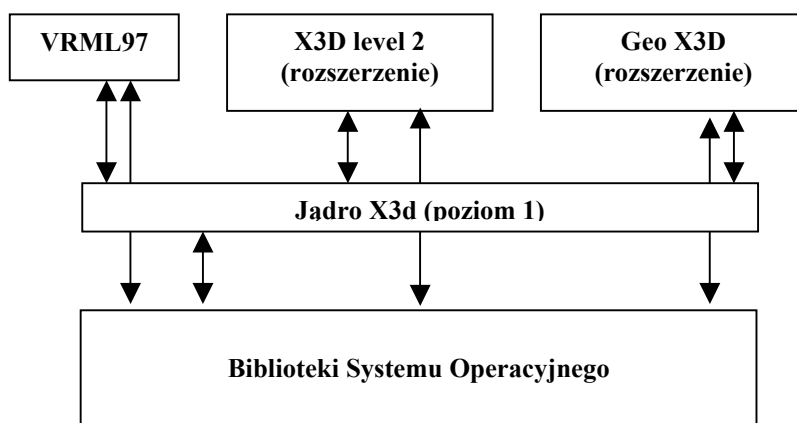 VRML97
X3D level 2
(rozszerzenie)
Geo X3D
(rozszerzenie)
Jądro X3d (poziom 1)
Biblioteki Systemu Operacyjnego